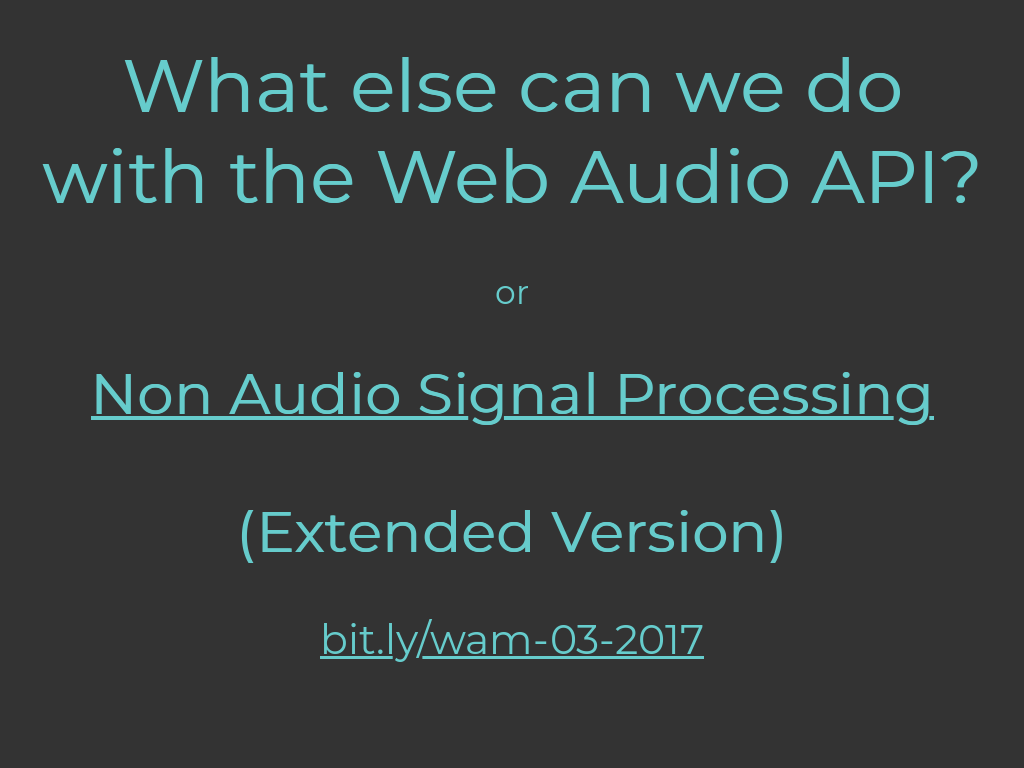 What else can we do
with the Web Audio API?
or
Non Audio Signal Processing
(Extended Version)
bit.ly/wam-03-2017